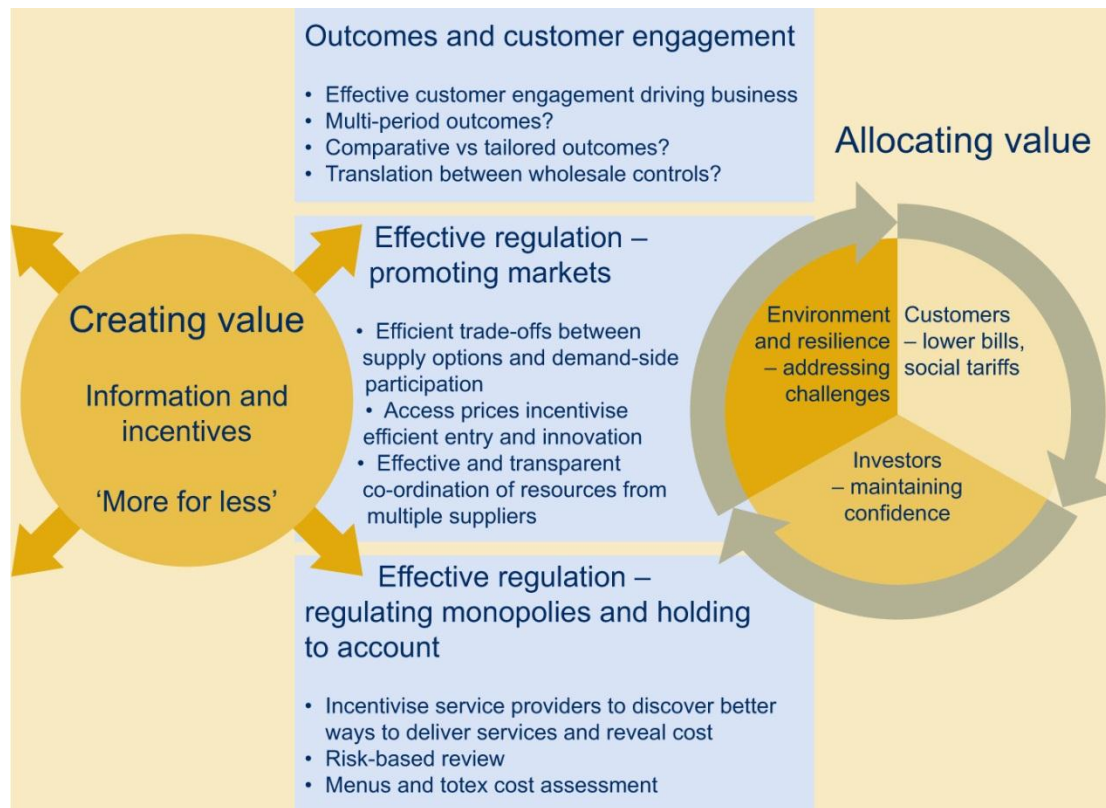 Outcomes and customer engagement
• Effective customer engagement driving business
• Multi-period outcomes?
• Comparative vs tailored outcomes?
• Translation between wholesale controls?
Creating value
Information and
incentives
‘More for less’
Effective regulation –
promoting markets
• Efficient trade-offs between
supply options and demand-side
participation
• Access prices incentivise
efficient entry and innovation
• Effective and transparent
co-ordination of resources from
multiple suppliers
Effective regulation –
regulating monopolies and holding
to account
• Incentivise service providers to discover better
ways to deliver services and reveal cost
• Risk-based review
• Menus and totex cost assessment
Allocating value
Environment
and resilience
– addressing
challenges
Customers
– lower bills,
social tariffs
Investors
– maintaining
confidence